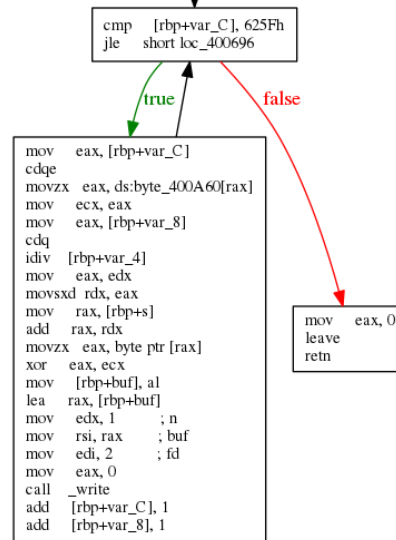 cmp [rbp+var_C], 625Fh
jle short loc_400696
true
false
mov eax, [rbp+var_C]
cdqe
movzx eax, ds:byte_400A60[rax]
mov ecx, eax
mov eax, [rbp+var_8]
cdq
idiv [rbp+var_4]
mov eax, edx
movsxd rdx, eax
mov rax, [rbp+s]
add rax, rdx
movzx eax, byte ptr [rax]
xor eax, ecx
mov [rbp+buf], al
lea rax, [rbp+buf]
mov edx, 1 ; n
mov rsi, rax ; buf
mov edi, 2 ; fd
mov eax, 0
call _write
add [rbp+var_C], 1
add [rbp+var_8], 1
mov eax, 0
leave
retn